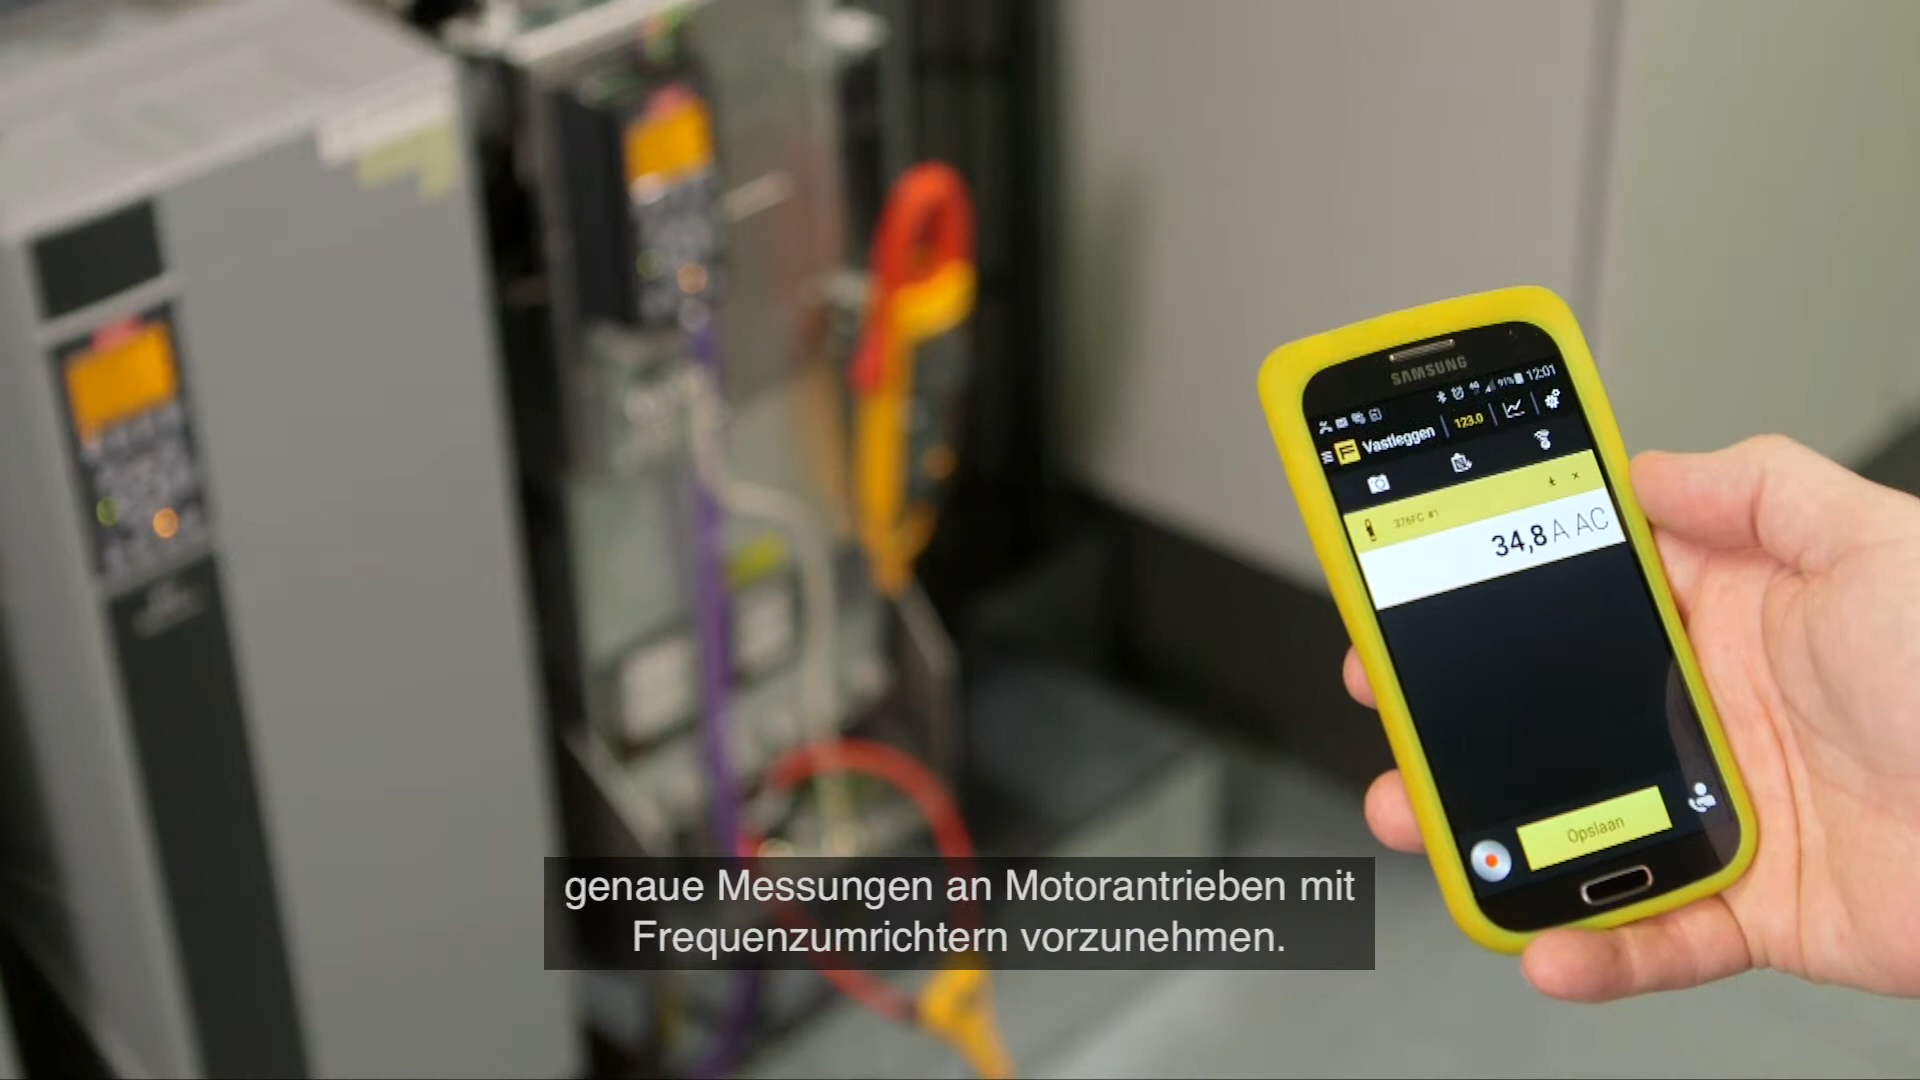 SAMSUNG
91% 12:01
Vastleggen 123.0
376FC #1
34,8 A AC
Opslaan
genaue Messungen an Motorantrieben mit
Frequenzumrichtern vorzunehmen.